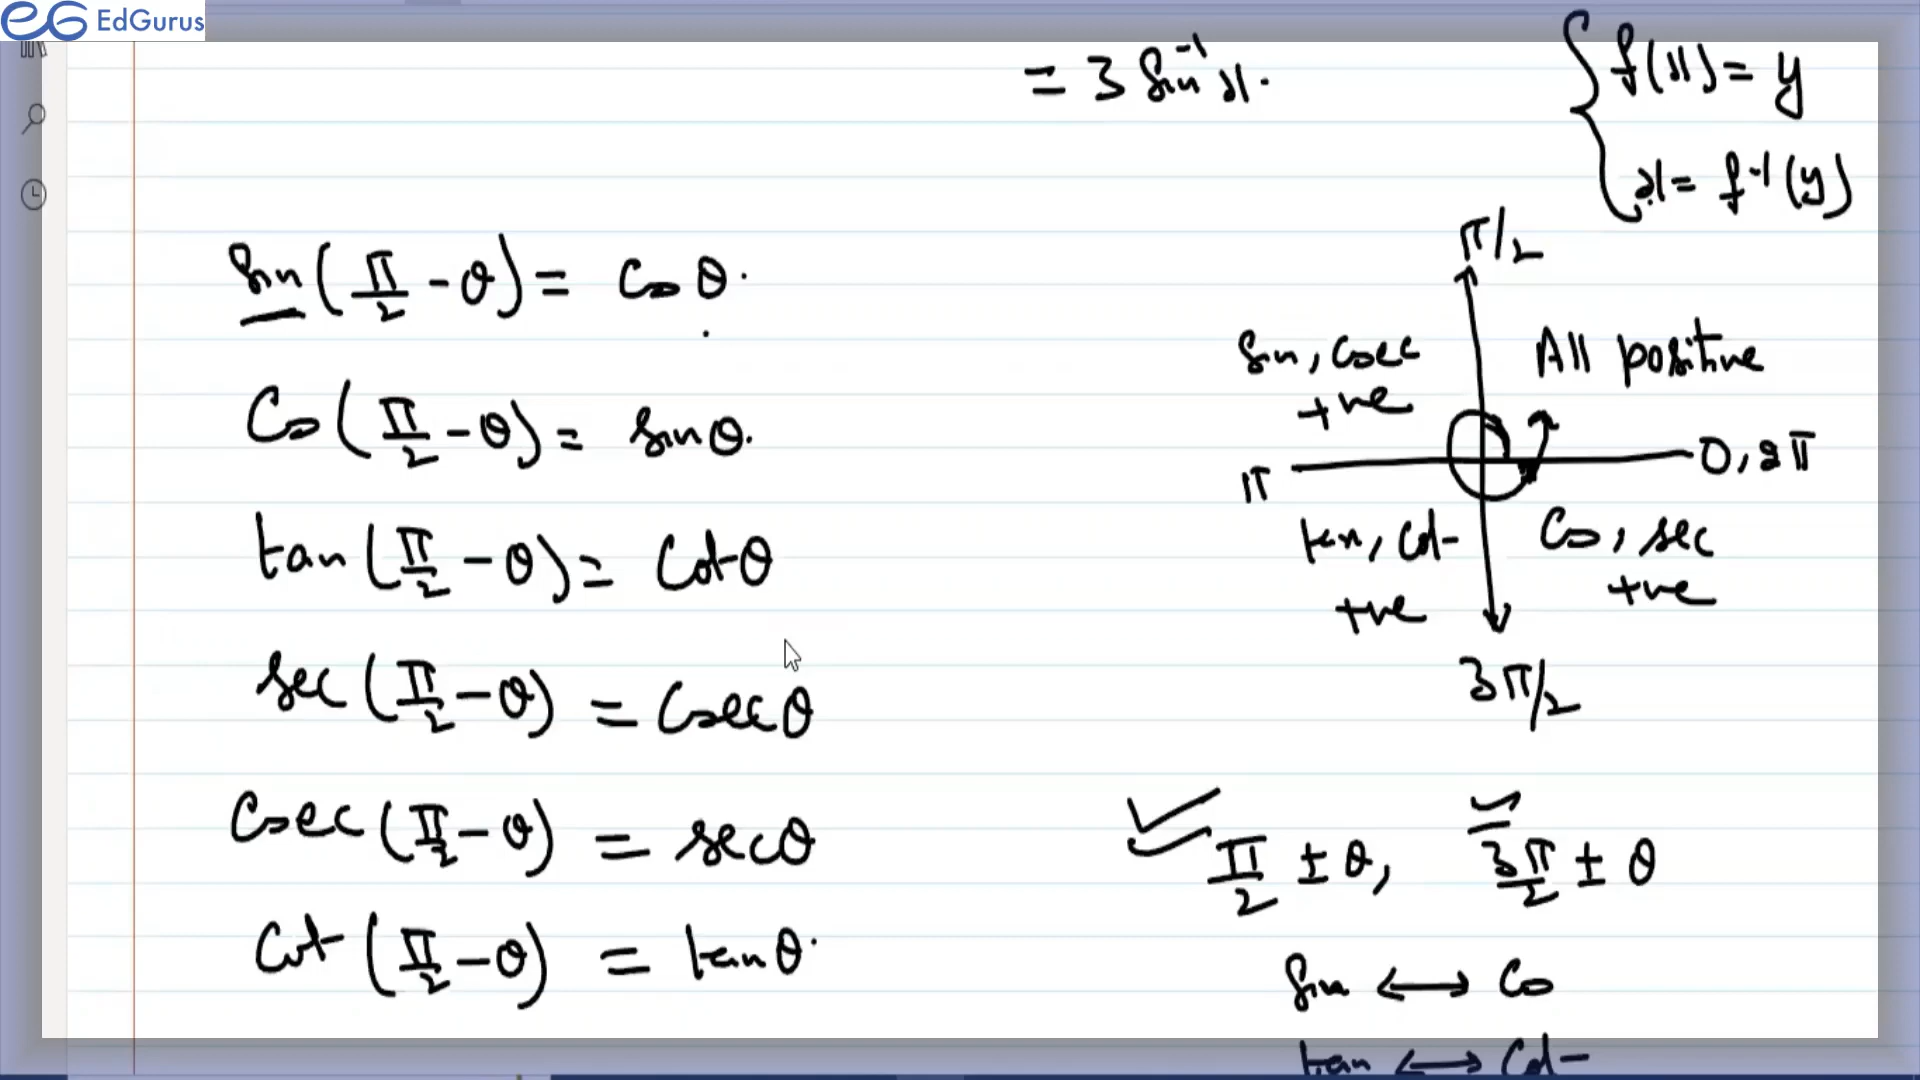 EdGurus
= 3 Sin⁻¹ x.
f(x) = y
x = f⁻¹(y)
Sin(π/2 - θ) = Cos θ.
Cos(π/2 - θ) = sin θ.
tan(π/2 - θ) = Cot θ
sec(π/2 - θ) = Cosec θ
Cosec(π/2 - θ) = sec θ
Cot(π/2 - θ) = tan θ.
π/2
Sin, Cosec
+ve
All positive
π
0, 2π
tan, Cot
+ve
Cos, sec
+ve
3π/2
π/2 ± θ, 3π/2 ± θ
Sin ⟷ Cos
tan ⟷ Cot